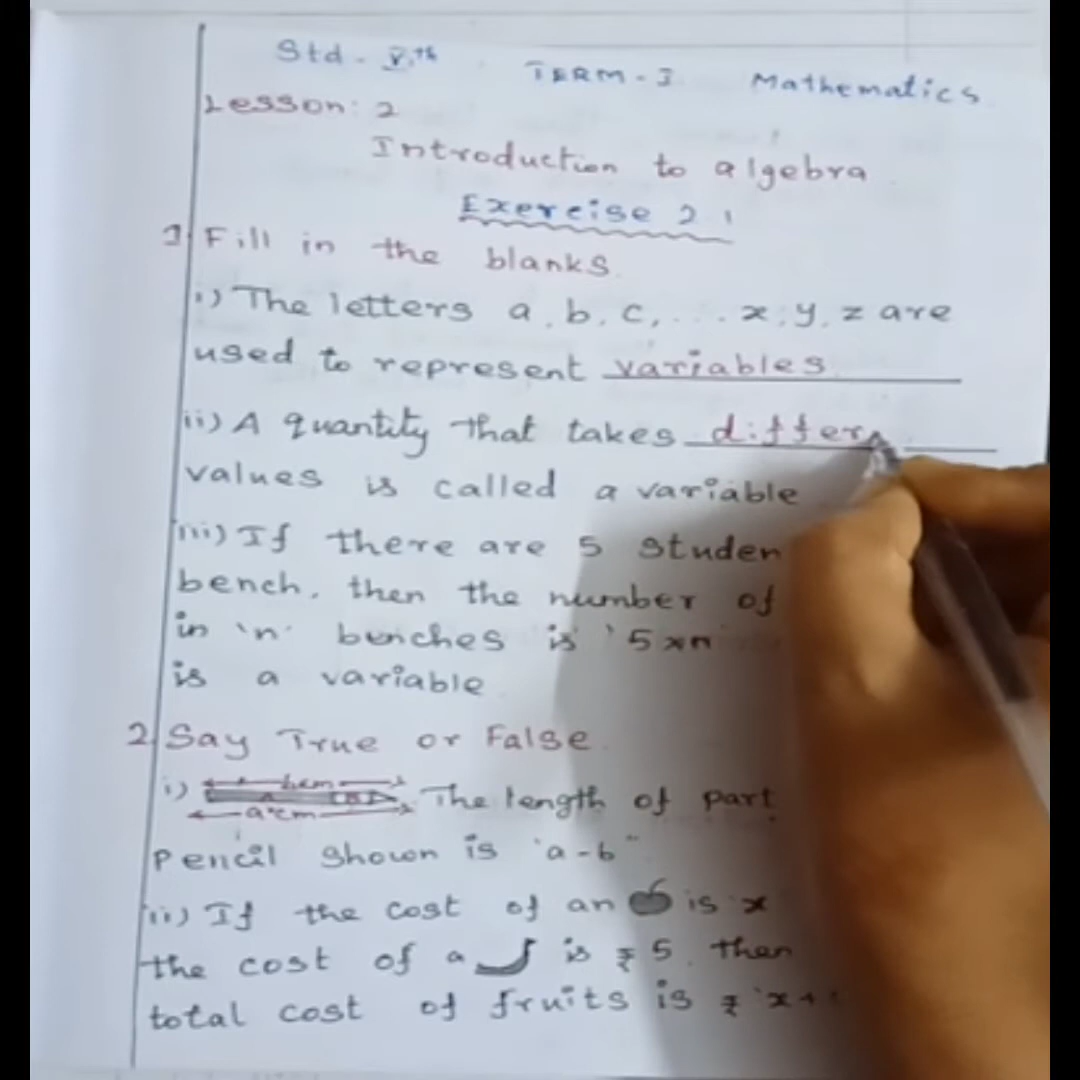 Std - VIth TERM - I Mathematics
Lesson: 2
Introduction to algebra
Exercise 2.1
1 Fill in the blanks.
i) The letters a, b, c, ... x, y, z are
used to represent variables
ii) A quantity that takes differ
values is called a variable
iii) If there are 5 studen
bench, then the number of
in 'n' benches is '5×n
is a variable
2 Say True or False.
i) b cm
a cm
The length of part
pencil shown is 'a-b"
ii) If the cost of an is x
the cost of a is ₹5. then
total cost of fruits is ₹ 'x+